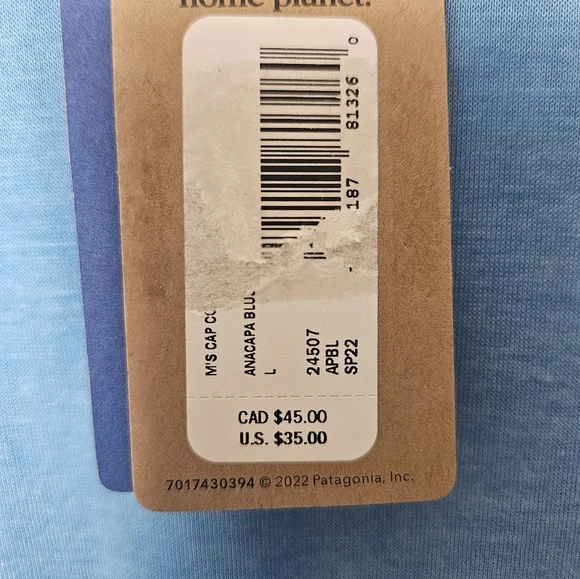 home planet.
0
81326
187
M'S CAP
ANACAPA
L
24507
APBL
SP22
CAD $45.00
U.S. $35.00
7017430394 © 2022 Patagonia, Inc.